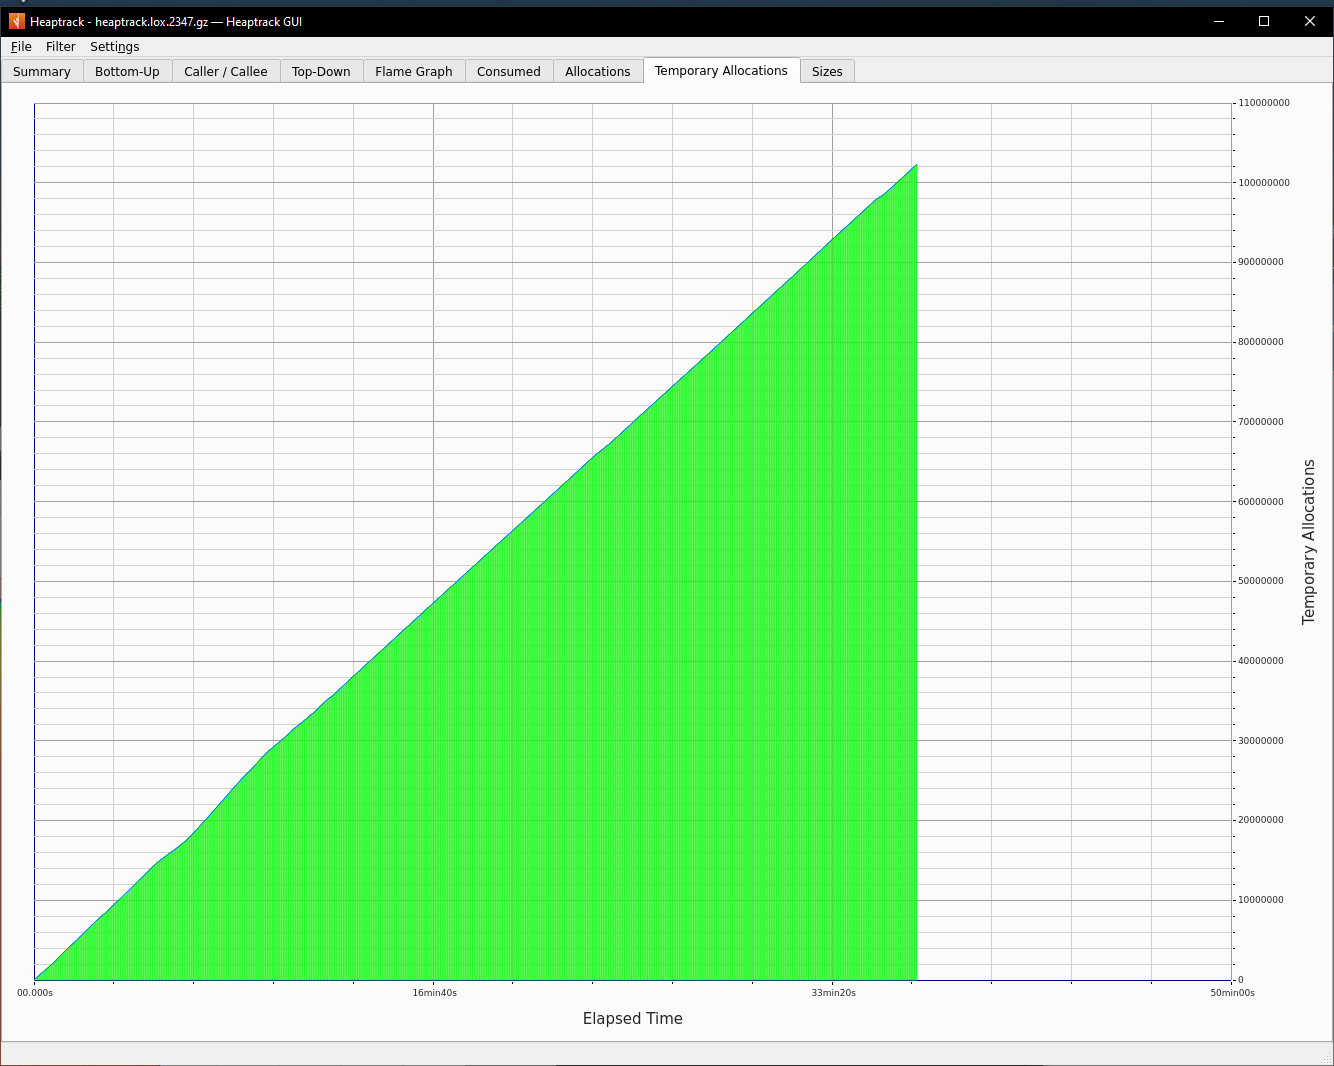 Heaptrack - heaptrack.lox.2347.gz — Heaptrack GUI
File Filter Settings
Summary Bottom-Up Caller / Callee Top-Down Flame Graph Consumed Allocations Temporary Allocations Sizes
110000000
100000000
90000000
80000000
70000000
60000000
50000000
40000000
30000000
20000000
10000000
0
Temporary Allocations
00.000s 16min40s 33min20s 50min00s
Elapsed Time